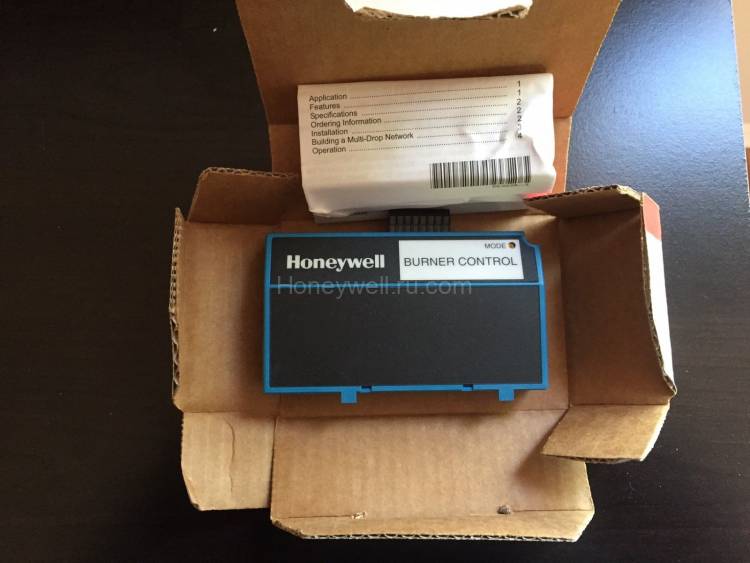 Application ........ 1
Features ........ 1
Specifications ........ 2
Ordering Information ........ 2
Installation ........ 2
Building a Multi-Drop Network ........ 4
Operation ........
Honeywell
MODE
BURNER CONTROL
Honeywell.ru.com